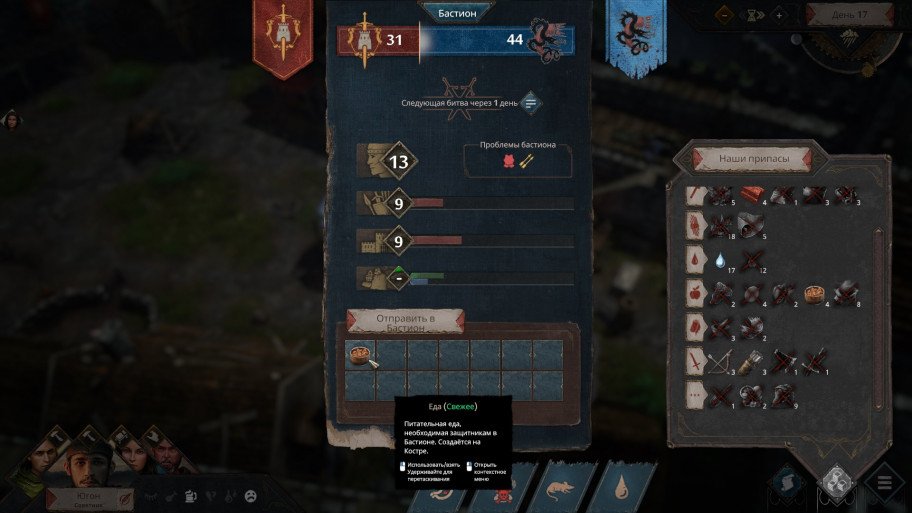 Бастион
31
44
День 17
Следующая битва через 1 день
Проблемы бастиона
13
9
9
-
Отправить в
Бастион
Наши припасы
5 4 1 3 3
18 5
17 12
2 4 2 4 8
3 2
3 3 1 1
1 2 9
Еда (Свежее)
Питательная еда,
необходимая защитникам в
Бастионе. Создаётся на
Костре.
Использовать/взять
Удерживайте для
перетаскивания
Открыть
контекстное
меню
Югон
Советник